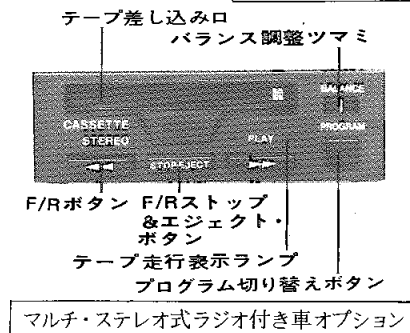 テープ差し込み口
バランス調整ツマミ
BALANCE
CASSETTE
STEREO
PLAY
PROGRAM
STOP/EJECT
F/Rボタン
F/Rストップ
&エジェクト・
ボタン
テープ走行表示ランプ
プログラム切り替えボタン
マルチ・ステレオ式ラジオ付き車オプション